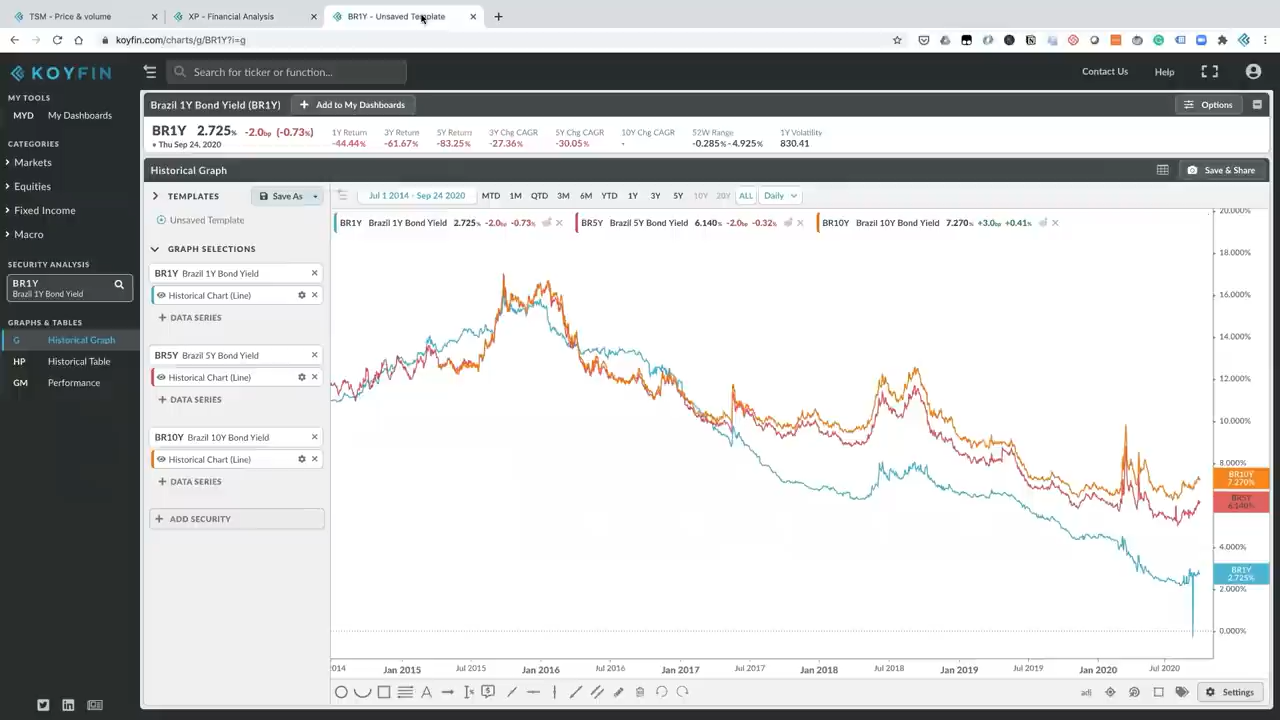 TSM - Price & volume
XP - Financial Analysis
BR1Y - Unsaved Template
koyfin.com/charts/g/BR1Y?i=g
KOYFIN
Search for ticker or function...
Contact Us
Help
MY TOOLS
MYD My Dashboards
CATEGORIES
Markets
Equities
Fixed Income
Macro
SECURITY ANALYSIS
BR1Y
Brazil 1Y Bond Yield
GRAPHS & TABLES
G Historical Graph
HP Historical Table
GM Performance
Brazil 1Y Bond Yield (BR1Y)
Add to My Dashboards
Options
BR1Y 2.725% -2.0bp (-0.73%)
Thu Sep 24, 2020
1Y Return 3Y Return 5Y Return 3Y Chg CAGR 5Y Chg CAGR 10Y Chg CAGR 52W Range 1Y Volatility
-44.44% -61.67% -83.25% -27.36% -30.05% - -0.285% - 4.925% 830.41
Historical Graph
Save & Share
TEMPLATES
Save As
Unsaved Template
GRAPH SELECTIONS
BR1Y Brazil 1Y Bond Yield
Historical Chart (Line)
+ DATA SERIES
BR5Y Brazil 5Y Bond Yield
Historical Chart (Line)
+ DATA SERIES
BR10Y Brazil 10Y Bond Yield
Historical Chart (Line)
+ DATA SERIES
+ ADD SECURITY
Jul 1 2014 - Sep 24 2020 MTD 1M QTD 3M 6M YTD 1Y 3Y 5Y 10Y 20Y ALL Daily
BR1Y Brazil 1Y Bond Yield 2.725% -2.0bp -0.73%
BR5Y Brazil 5Y Bond Yield 6.140% -2.0bp -0.32%
BR10Y Brazil 10Y Bond Yield 7.270% +3.0bp +0.41%
20.000%
18.000%
16.000%
14.000%
12.000%
10.000%
8.000%
BR10Y
7.270%
BR5Y
6.140%
4.000%
BR1Y
2.725%
2.000%
0.000%
2014 Jan 2015 Jul 2015 Jan 2016 Jul 2016 Jan 2017 Jul 2017 Jan 2018 Jul 2018 Jan 2019 Jul 2019 Jan 2020 Jul 2020
adj
Settings